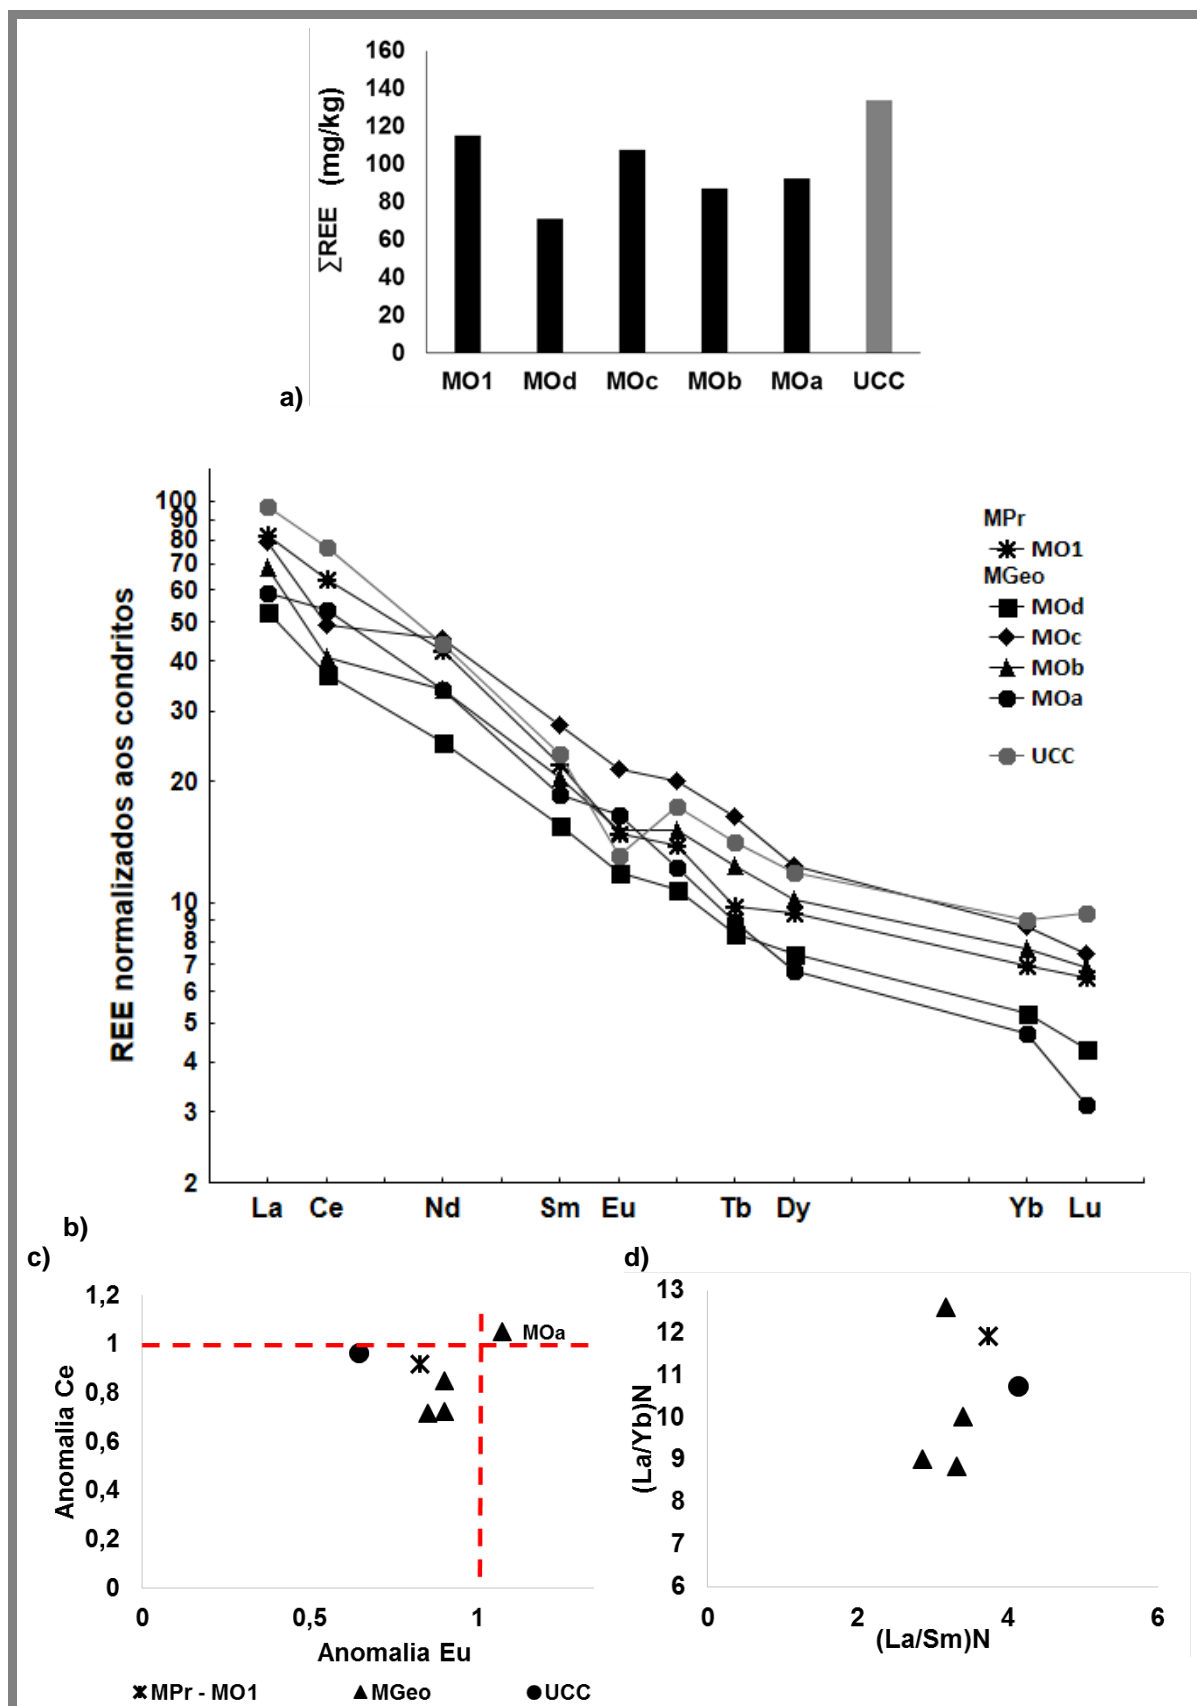 160
140
120
100
80
60
40
20
0
∑REE (mg/kg)
MO1 MOd MOc MOb MOa UCC
a)
100
90
80
70
60
50
40
30
20
10
9
8
7
6
5
4
3
2
REE normalizados aos condritos
MPr
MO1
MGeo
MOd
MOc
MOb
MOa
UCC
La Ce Nd Sm Eu Tb Dy Yb Lu
b)
c)
1,2
1
0,8
0,6
0,4
0,2
0
Anomalia Ce
MOa
0 0,5 1
Anomalia Eu
d)
13
12
11
10
9
8
7
6
(La/Yb)N
0 2 4 6
(La/Sm)N
MPr - MO1 MGeo UCC